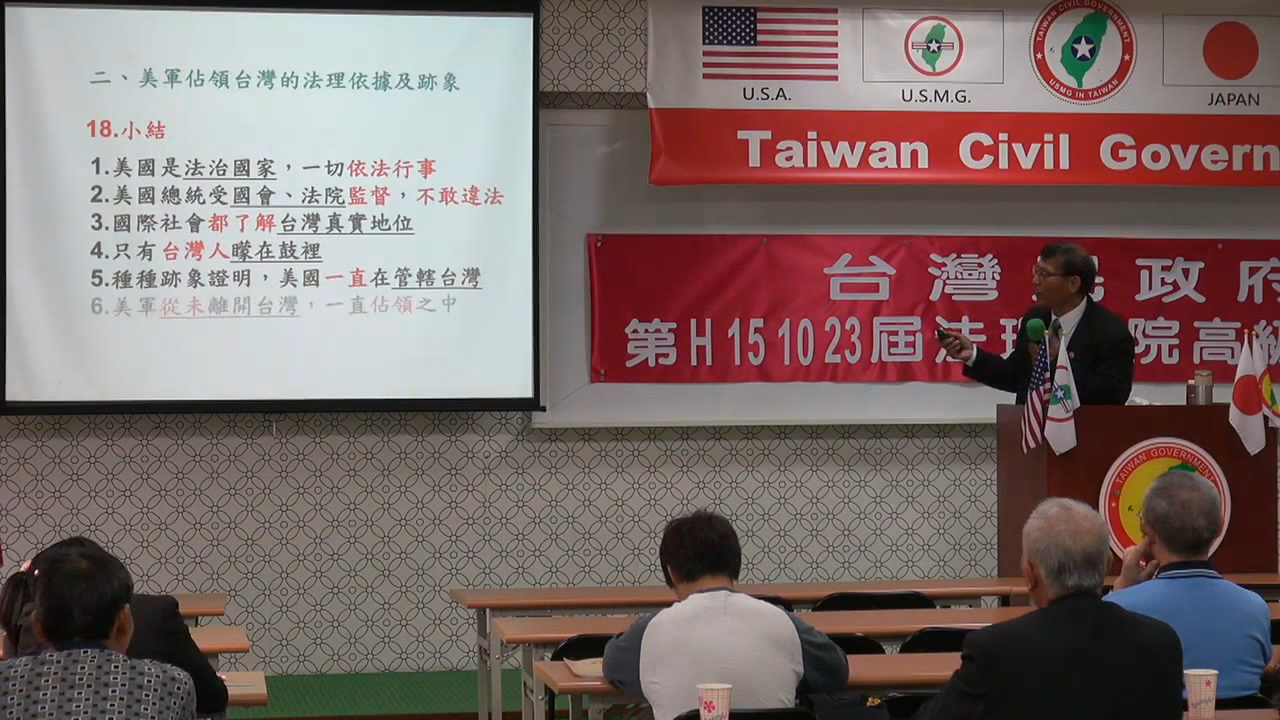 二、美軍佔領台灣的法理依據及跡象
18.小結
1.美國是法治國家，一切依法行事
2.美國總統受國會、法院監督，不敢違法
3.國際社會都了解台灣真實地位
4.只有台灣人矇在鼓裡
5.種種跡象證明，美國一直在管轄台灣
6.美軍從未離開台灣，一直佔領之中
U.S.A.
U.S.M.G.
TAIWAN CIVIL GOVERNMENT
USMG IN TAIWAN
JAPAN
Taiwan Civil Govern
台灣民政府
第H 15 10 23屆法理 院高級
TAIWAN GOVERNMENT